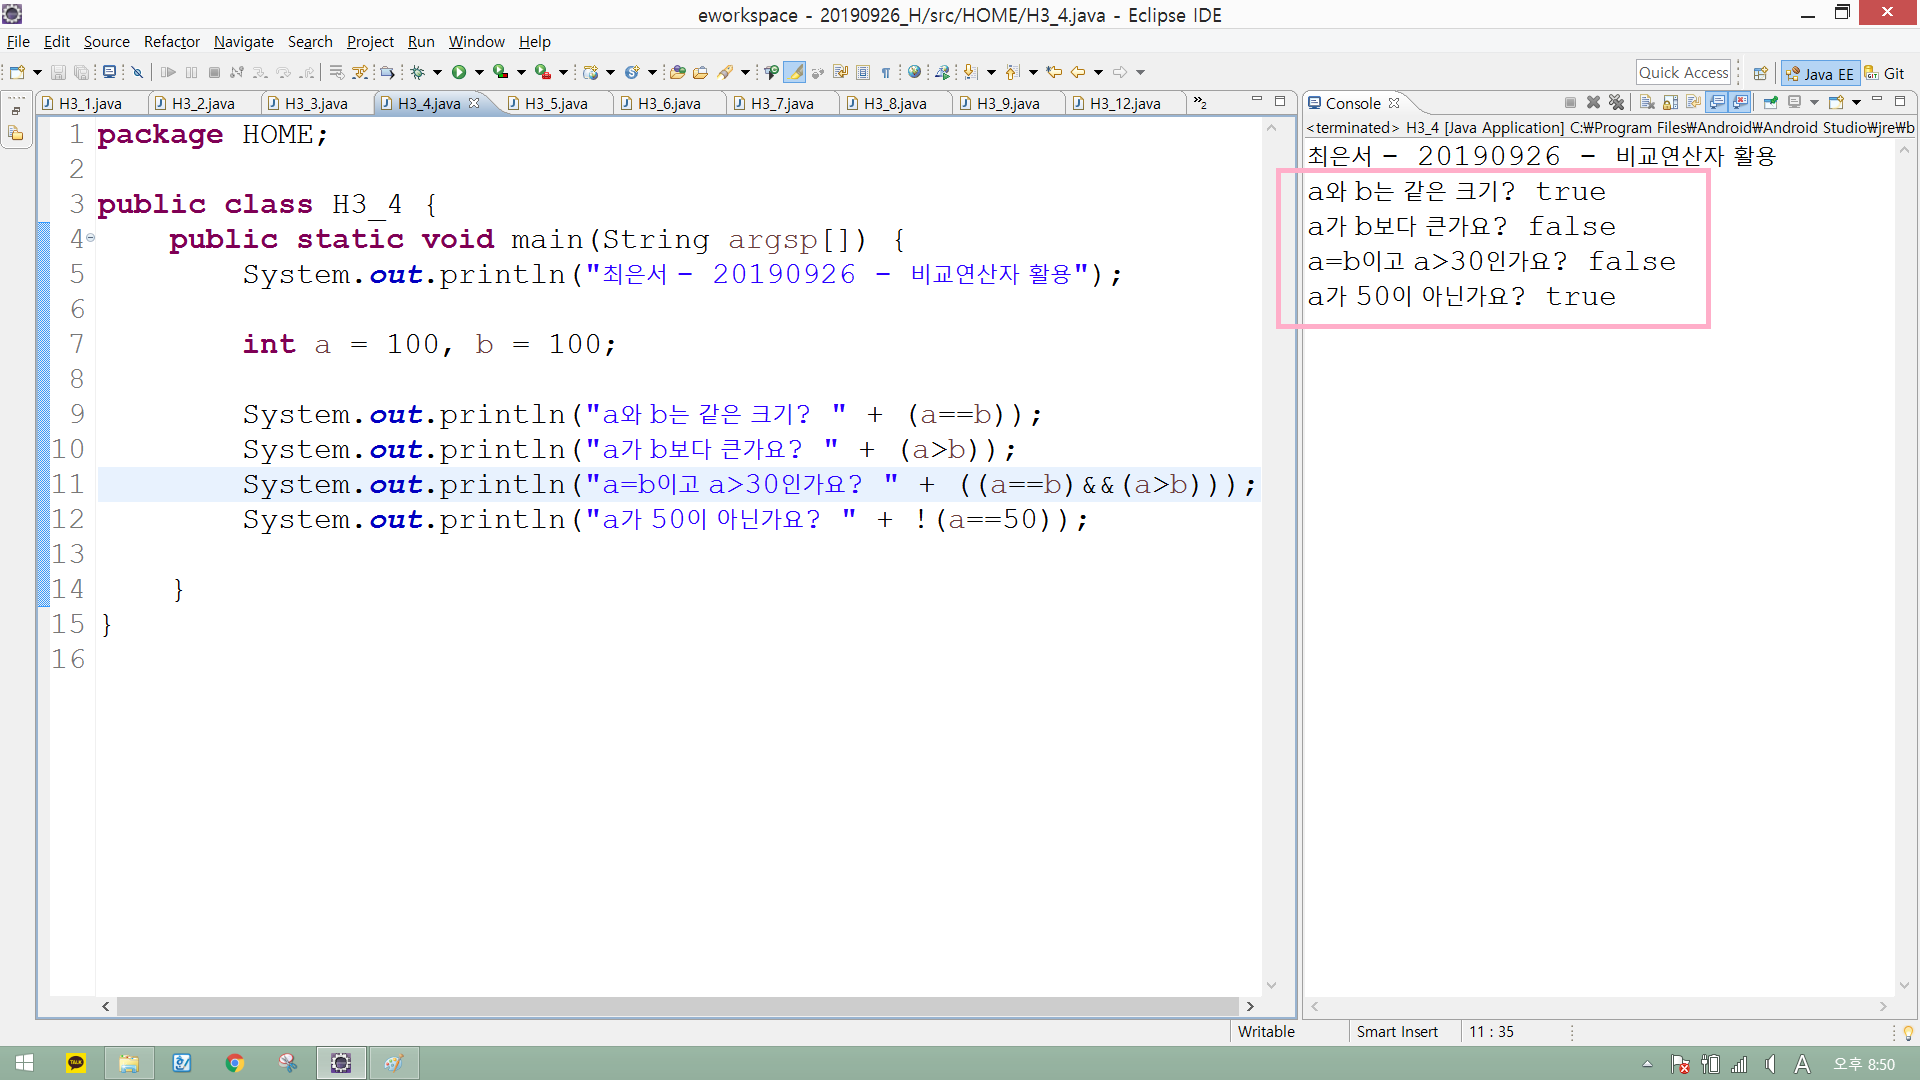 eworkspace - 20190926_H/src/HOME/H3_4.java - Eclipse IDE
File Edit Source Refactor Navigate Search Project Run Window Help
Quick Access
Java EE
Git
H3_1.java H3_2.java H3_3.java H3_4.java H3_5.java H3_6.java H3_7.java H3_8.java H3_9.java H3_12.java »2
1 package HOME;
2
3 public class H3_4 {
4 public static void main(String argsp[]) {
5 System.out.println("최은서 - 20190926 - 비교연산자 활용");
6
7 int a = 100, b = 100;
8
9 System.out.println("a와 b는 같은 크기? " + (a==b));
10 System.out.println("a가 b보다 큰가요? " + (a>b));
11 System.out.println("a=b이고 a>30인가요? " + ((a==b)&&(a>b)));
12 System.out.println("a가 50이 아닌가요? " + !(a==50));
13
14 }
15 }
16
Console
<terminated> H3_4 [Java Application] C:₩Program Files₩Android₩Android Studio₩jre₩b
최은서 - 20190926 - 비교연산자 활용
a와 b는 같은 크기? true
a가 b보다 큰가요? false
a=b이고 a>30인가요? false
a가 50이 아닌가요? true
Writable Smart Insert 11 : 35
TALK
A
오후 8:50